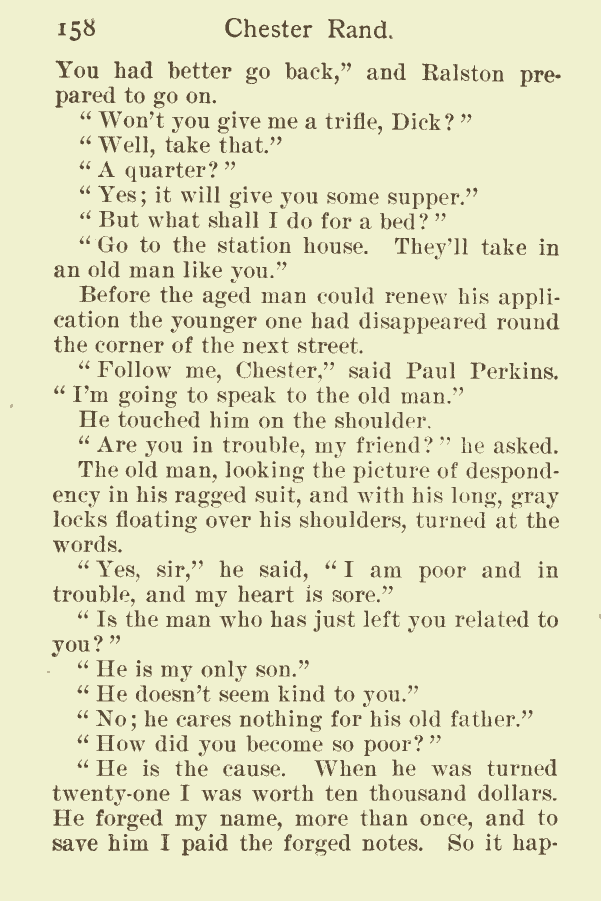 158 Chester Rand.
You had better go back,” and Ralston pre-
pared to go on.
“ Won’t you give me a trifle, Dick? ”
“ Well, take that.”
“ A quarter? ”
“ Yes; it will give you some supper.”
“ But what shall I do for a bed? ”
“ Go to the station house. They’ll take in
an old man like you.”
Before the aged man could renew his appli-
cation the younger one had disappeared round
the corner of the next street.
“ Follow me, Chester,” said Paul Perkins.
“ I’m going to speak to the old man.”
He touched him on the shoulder.
“ Are you in trouble, my friend? ” he asked.
The old man, looking the picture of despond-
ency in his ragged suit, and with his long, gray
locks floating over his shoulders, turned at the
words.
“ Yes, sir,” he said, “ I am poor and in
trouble, and my heart is sore.”
“ Is the man who has just left you related to
you? ”
“ He is my only son.”
“ He doesn’t seem kind to you.”
“ No; he cares nothing for his old father.”
“ How did you become so poor? ”
“ He is the cause. When he was turned
twenty-one I was worth ten thousand dollars.
He forged my name, more than once, and to
save him I paid the forged notes. So it hap-